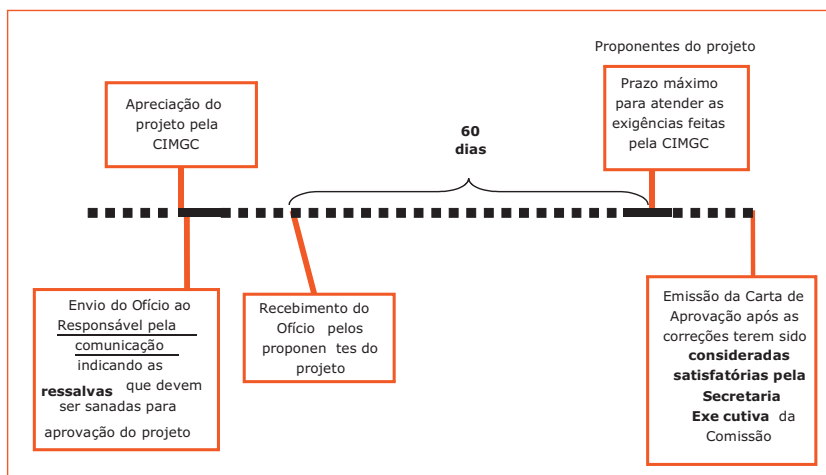 Proponentes do projeto
Apreciação do
projeto pela
CIMGC
60
dias
Prazo máximo
para atender as
exigências feitas
pela CIMGC
Envio do Ofício ao
Responsável pela
comunicação
indicando as
ressalvas que devem
ser sanadas para
aprovação do projeto
Recebimento do
Ofício pelos
proponen tes do
projeto
Emissão da Carta de
Aprovação após as
correções terem sido
consideradas
satisfatórias pela
Secretaria
Exe cutiva da
Comissão